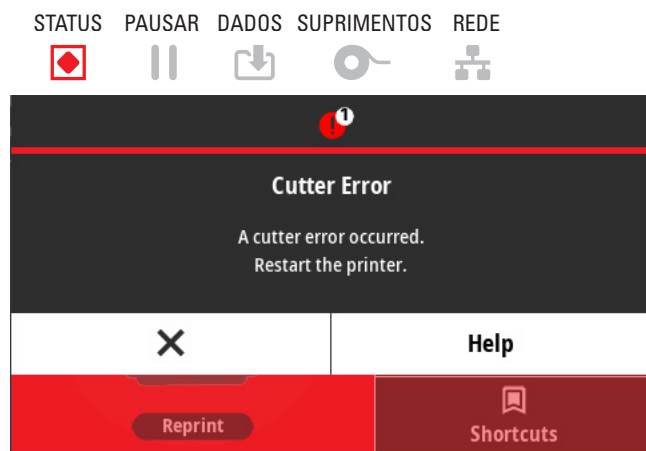 STATUS PAUSAR DADOS SUPRIMENTOS REDE
1
Cutter Error
A cutter error occurred.
Restart the printer.
Help
Reprint
Shortcuts